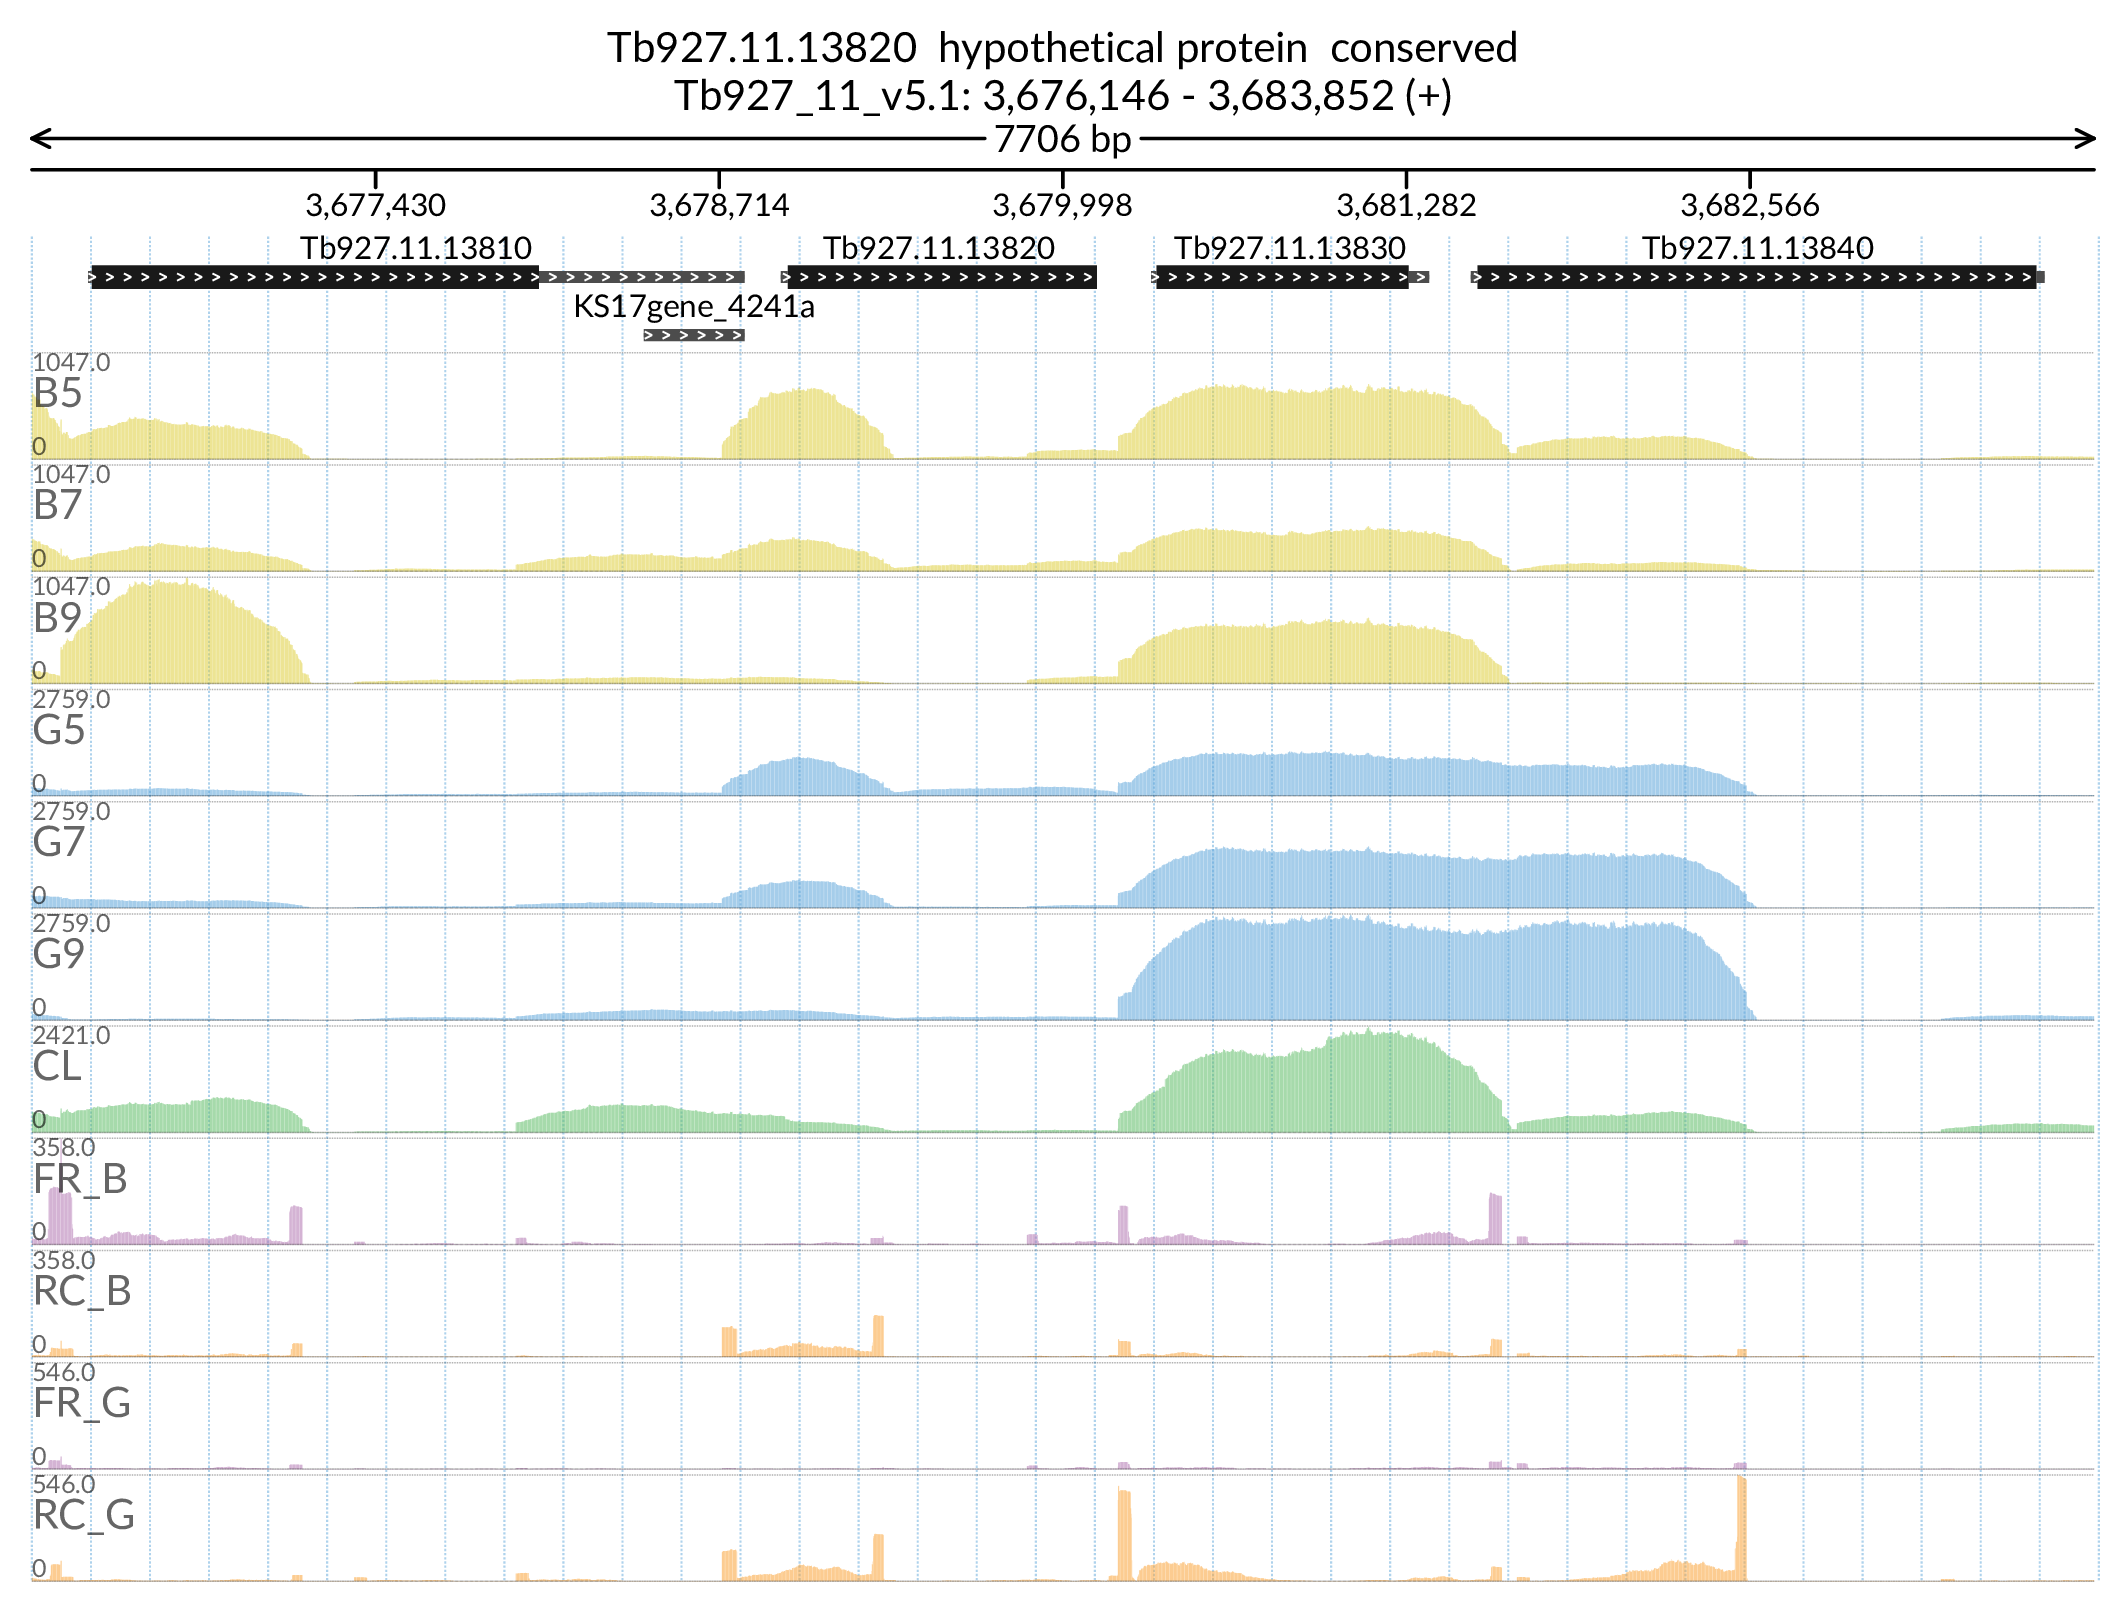 Tb927.11.13820  hypothetical protein  conserved
Tb927_11_v5.1: 3,676,146 - 3,683,852 (+)
7706 bp
3,677,430 3,678,714 3,679,998 3,681,282 3,682,566
Tb927.11.13810 Tb927.11.13820 Tb927.11.13830 Tb927.11.13840
KS17gene_4241a
1047.0
B5
0
1047.0
B7
0
1047.0
B9
0
2759.0
G5
0
2759.0
G7
0
2759.0
G9
0
2421.0
CL
0
358.0
FR_B
0
358.0
RC_B
0
546.0
FR_G
0
546.0
RC_G
0